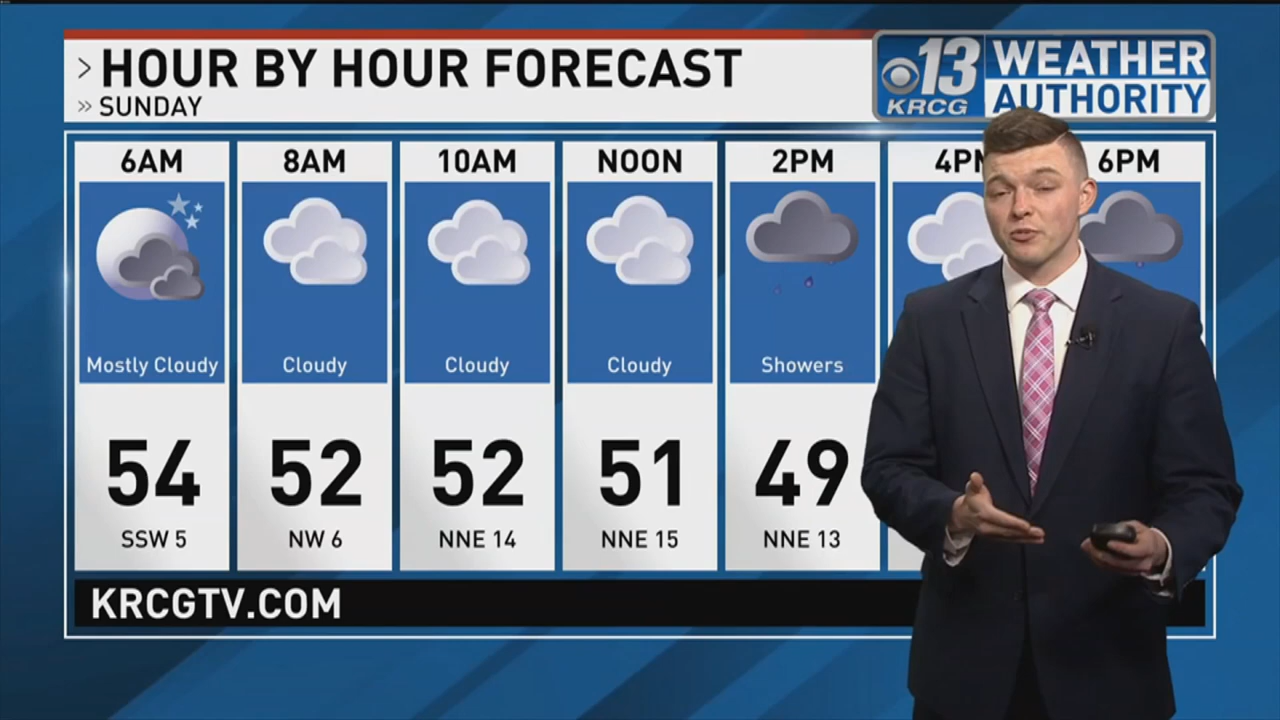 > HOUR BY HOUR FORECAST
» SUNDAY
13
KRCG
WEATHER
AUTHORITY
6AM
8AM
10AM
NOON
2PM
6PM
Mostly Cloudy
Cloudy
Cloudy
Cloudy
Showers
54
52
52
51
49
SSW 5
NW 6
NNE 14
NNE 15
NNE 13
KRCGTV.COM